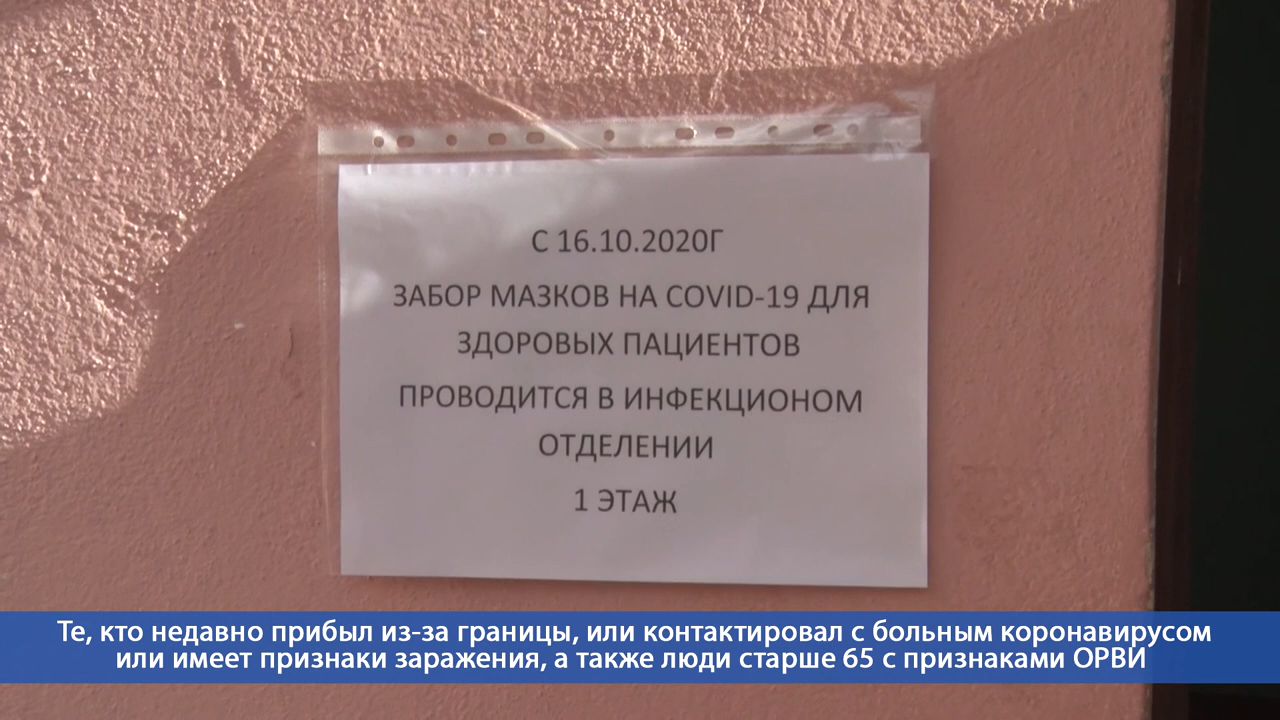 С 16.10.2020Г
ЗАБОР МАЗКОВ НА COVID-19 ДЛЯ
ЗДОРОВЫХ ПАЦИЕНТОВ
ПРОВОДИТСЯ В ИНФЕКЦИОНОМ
ОТДЕЛЕНИИ
1 ЭТАЖ
Те, кто недавно прибыл из-за границы, или контактировал с больным коронавирусом
или имеет признаки заражения, а также люди старше 65 с признаками ОРВИ